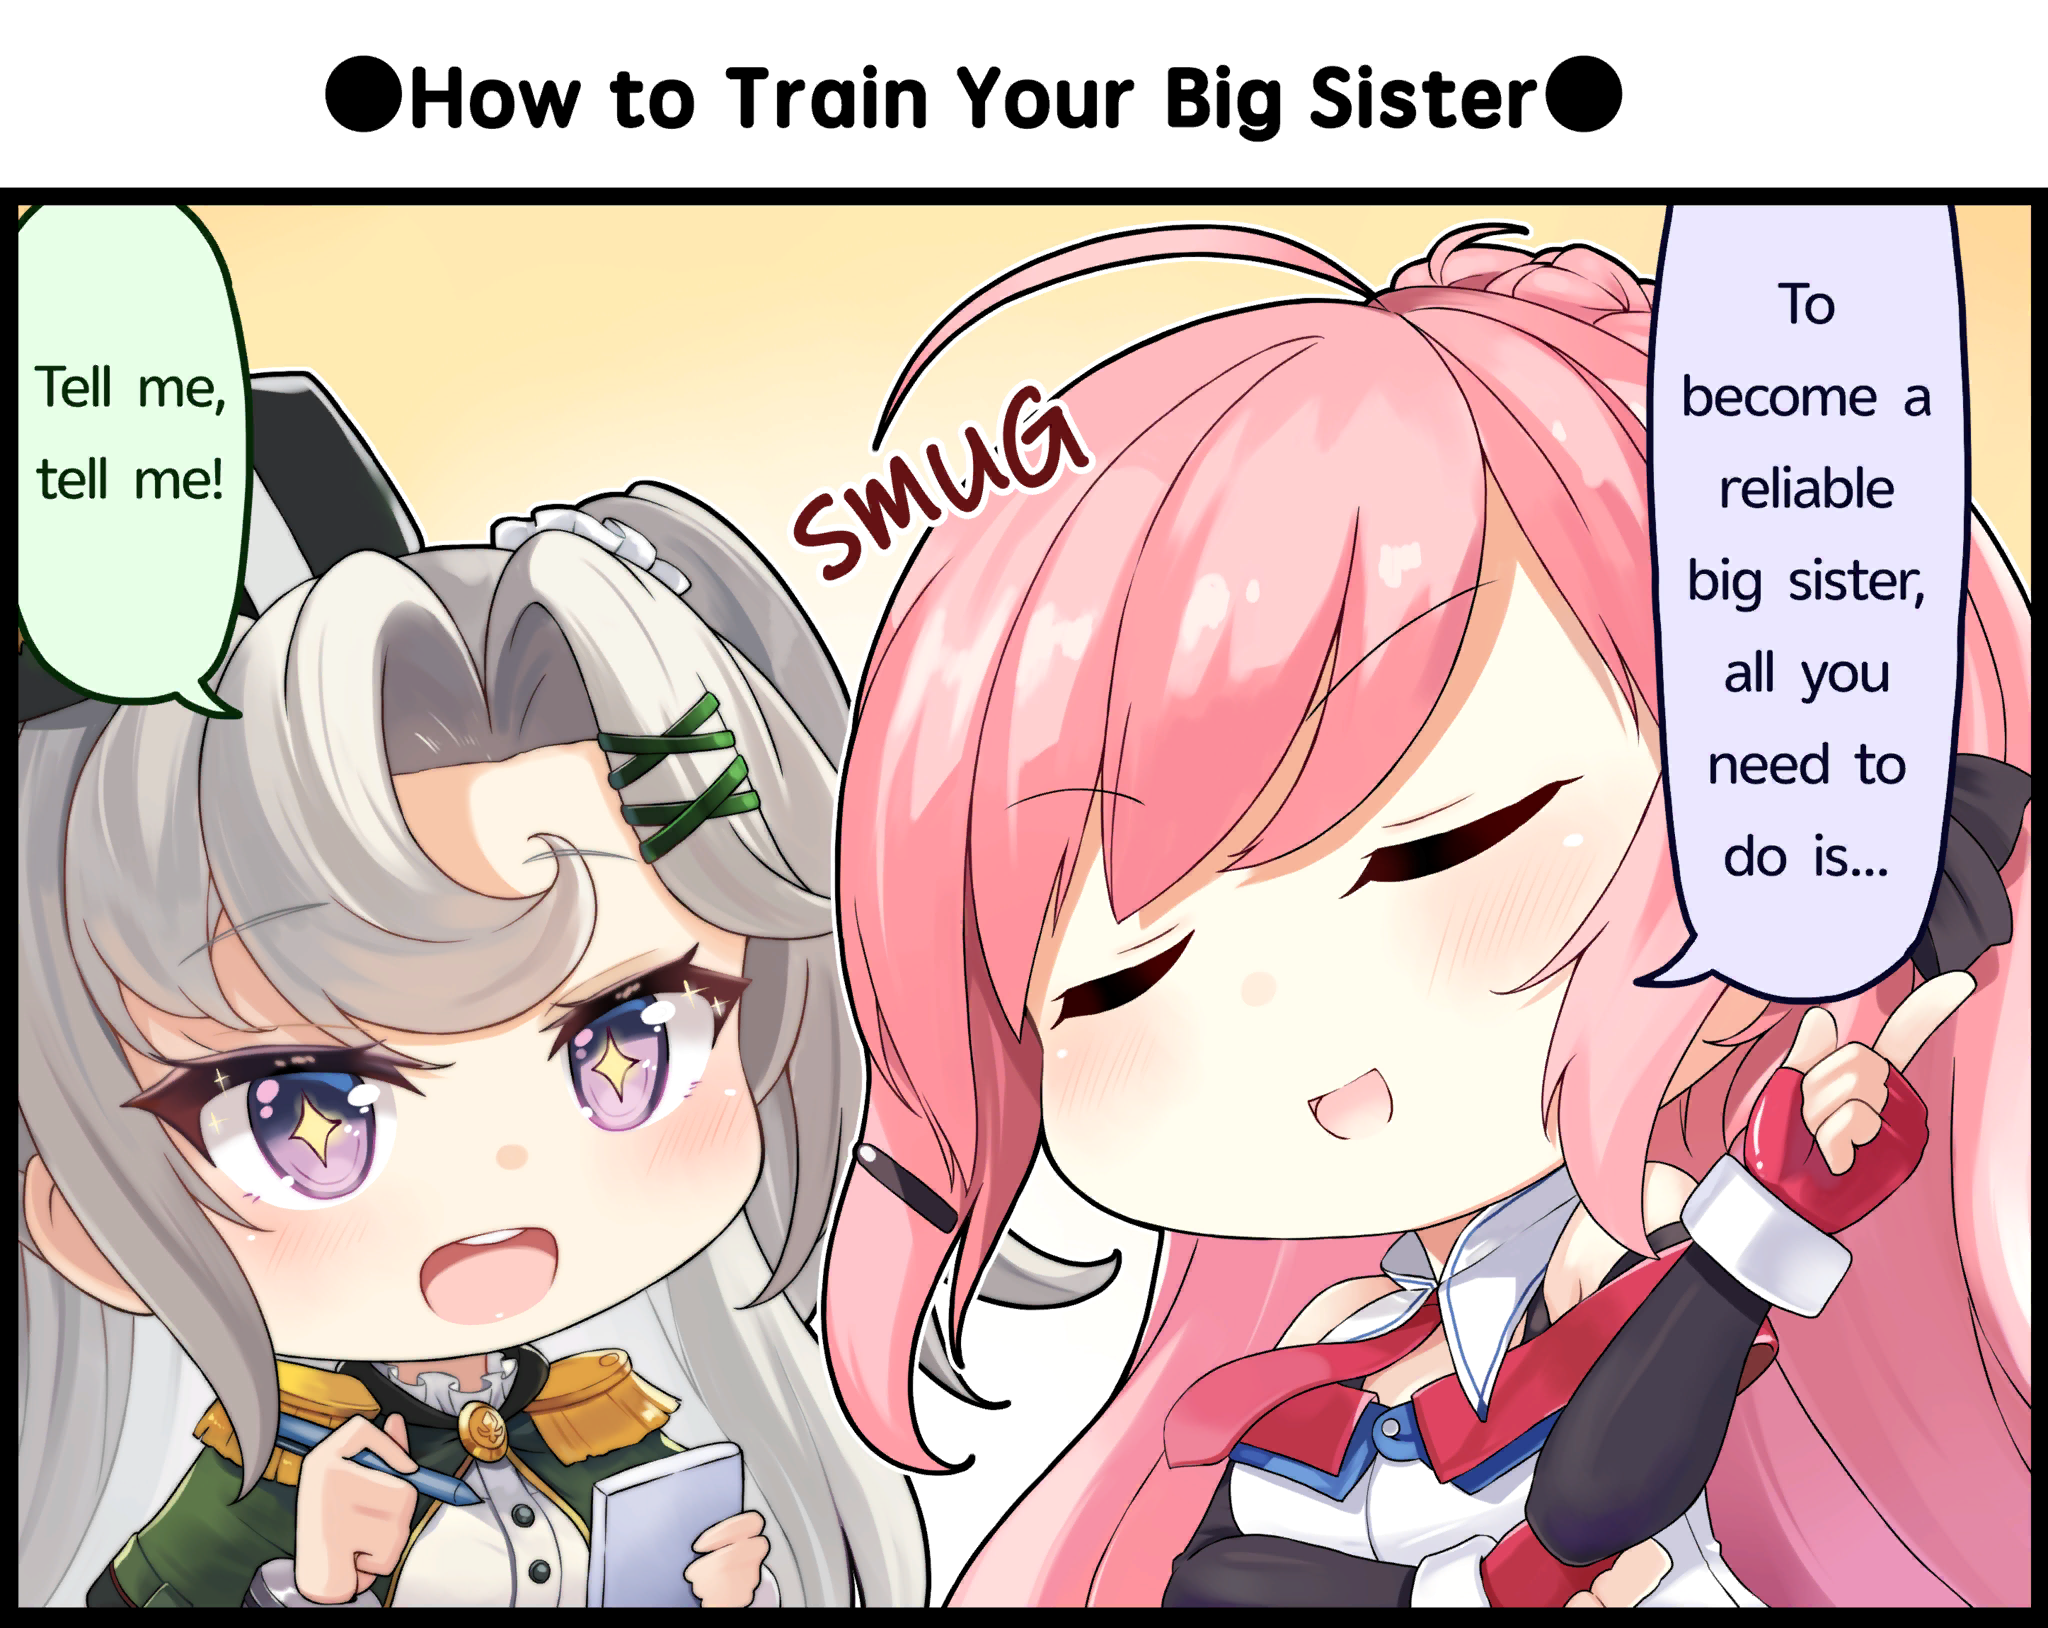 ●How to Train Your Big Sister●
Tell me,
tell me!
SMUG
To
become a
reliable
big sister,
all you
need to
do is...